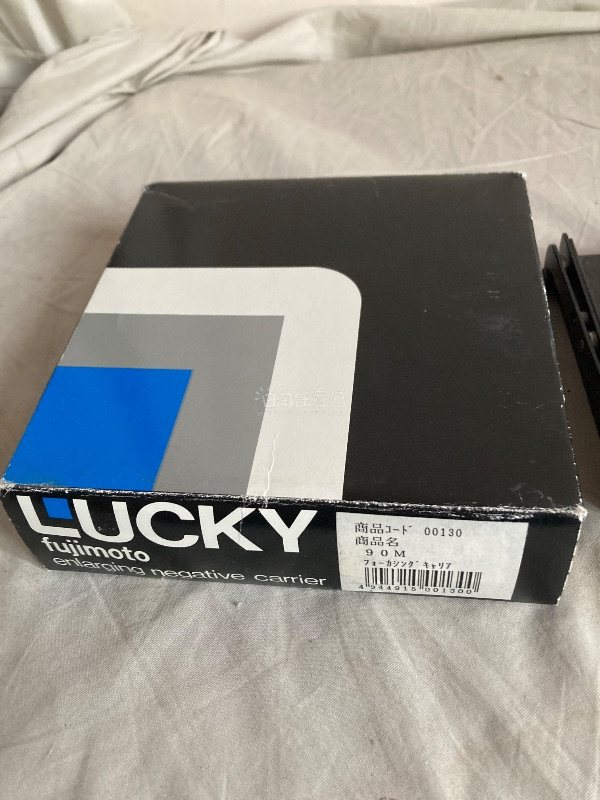 LUCKY
fujimoto
enlarging negative carrier
商品ｺｰﾄﾞ 00130
商品名
９０Ｍ
ﾌｫｰｶｼﾝｸﾞｷｬﾘｱ
4944915001300